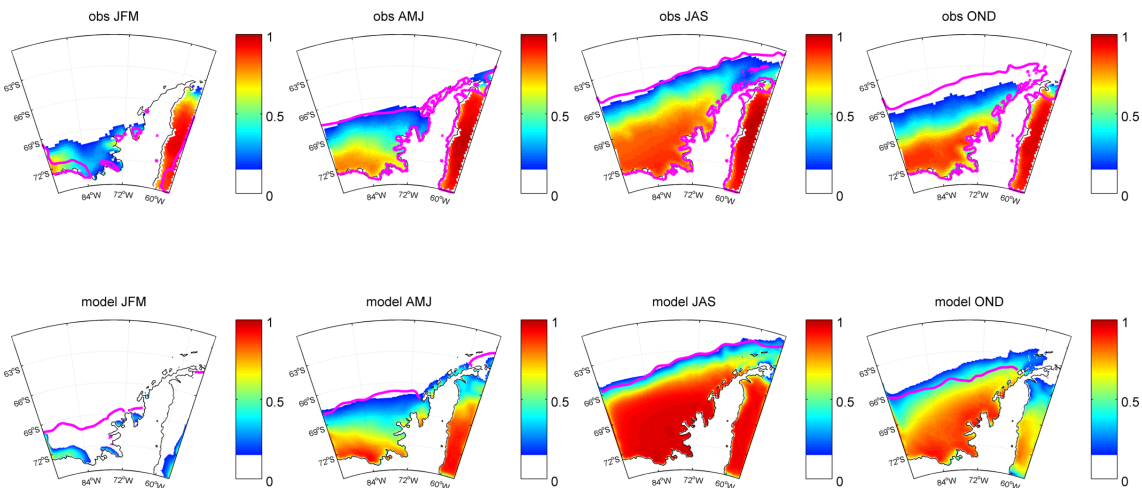 obs JFM
obs AMJ
obs JAS
obs OND
63°S
66°S
69°S
72°S
84°W
72°W
60°W
1
0.5
0
63°S
66°S
69°S
72°S
84°W
72°W
60°W
1
0.5
0
63°S
66°S
69°S
72°S
84°W
72°W
60°W
1
0.5
0
63°S
66°S
69°S
72°S
84°W
72°W
60°W
1
0.5
0
model JFM
model AMJ
model JAS
model OND
63°S
66°S
69°S
72°S
84°W
72°W
60°W
1
0.5
0
63°S
66°S
69°S
72°S
84°W
72°W
60°W
1
0.5
0
63°S
66°S
69°S
72°S
84°W
72°W
60°W
1
0.5
0
63°S
66°S
69°S
72°S
84°W
72°W
60°W
1
0.5
0